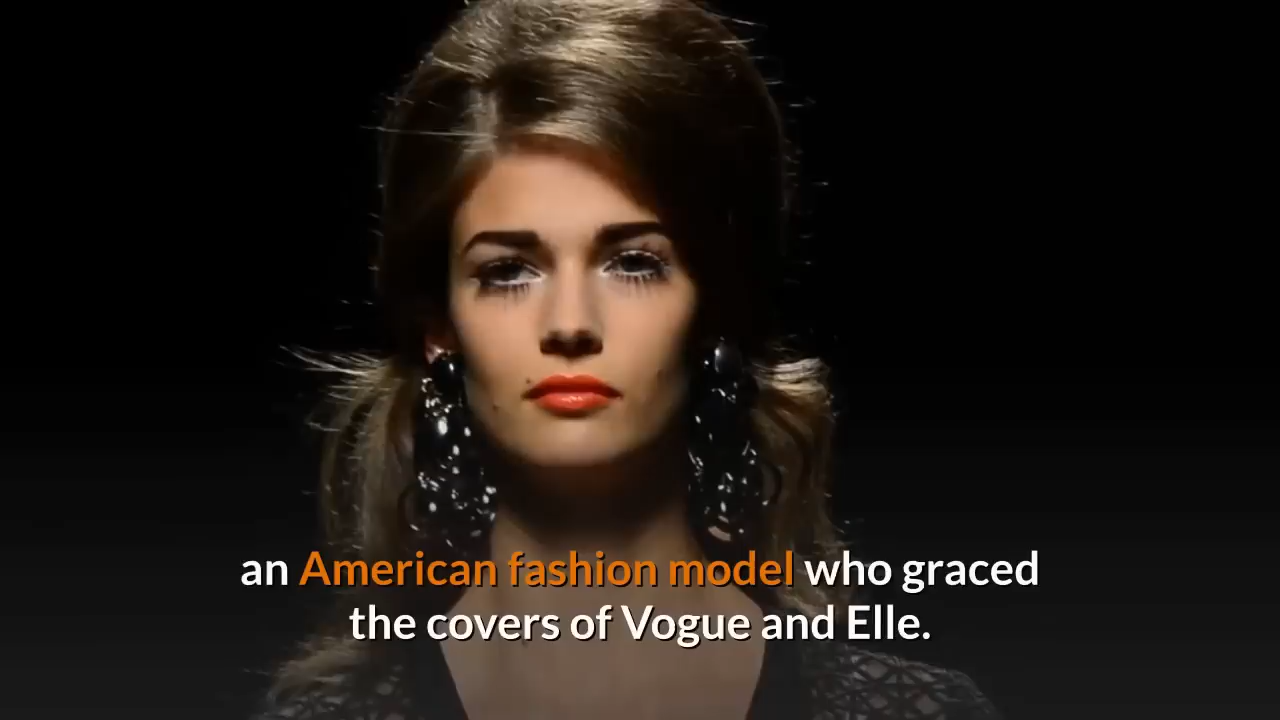 an American fashion model who graced
the covers of Vogue and Elle.